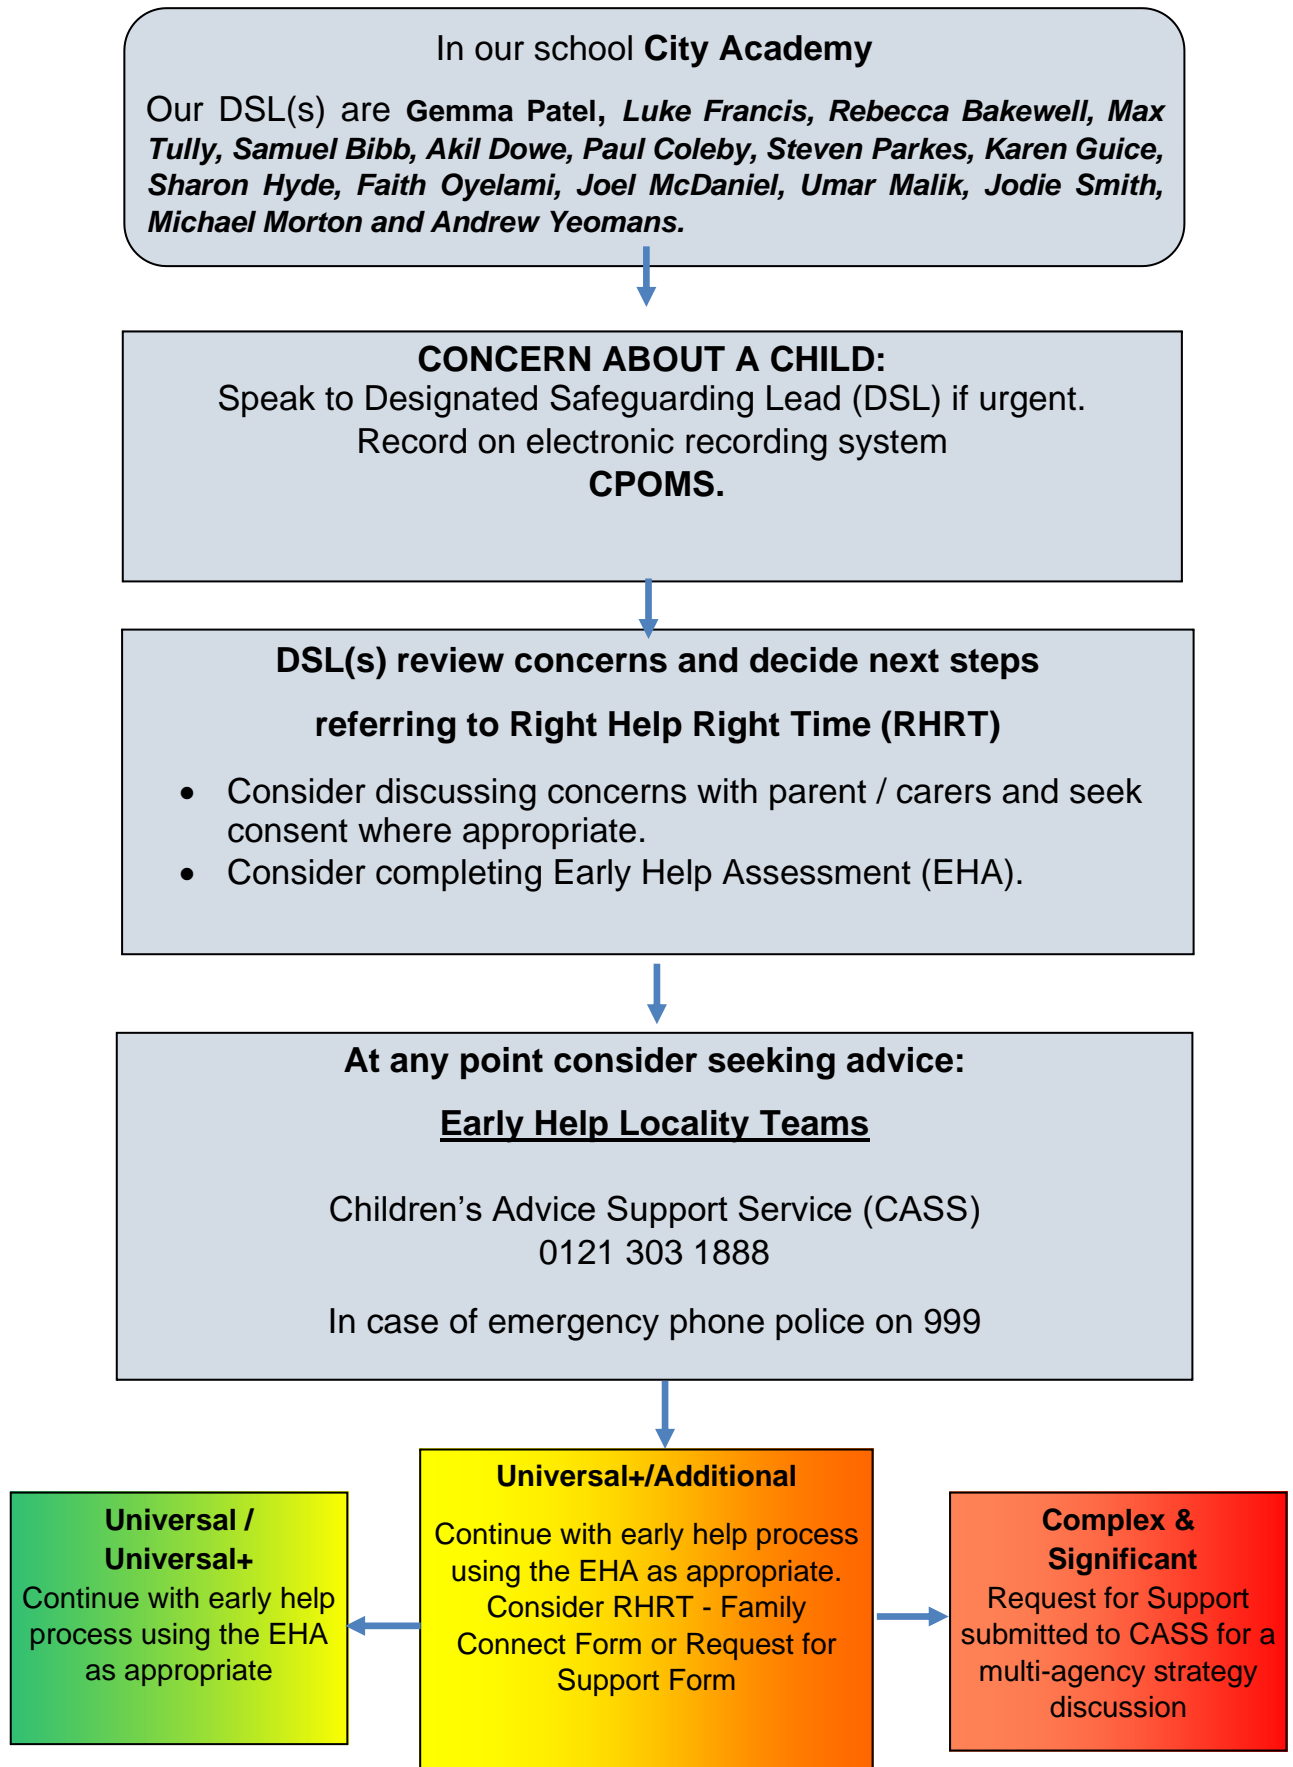 In our school City Academy
Our DSL(s) are Gemma Patel, Luke Francis, Rebecca Bakewell, Max
Tully, Samuel Bibb, Akil Dowe, Paul Coleby, Steven Parkes, Karen Guice,
Sharon Hyde, Faith Oyelami, Joel McDaniel, Umar Malik, Jodie Smith,
Michael Morton and Andrew Yeomans.
CONCERN ABOUT A CHILD:
Speak to Designated Safeguarding Lead (DSL) if urgent.
Record on electronic recording system
CPOMS.
DSL(s) review concerns and decide next steps
referring to Right Help Right Time (RHRT)
• Consider discussing concerns with parent / carers and seek
consent where appropriate.
• Consider completing Early Help Assessment (EHA).
At any point consider seeking advice:
Early Help Locality Teams
Children’s Advice Support Service (CASS)
0121 303 1888
In case of emergency phone police on 999
Universal /
Universal+
Continue with early help
process using the EHA
as appropriate
Universal+/Additional
Continue with early help process
using the EHA as appropriate.
Consider RHRT - Family
Connect Form or Request for
Support Form
Complex &
Significant
Request for Support
submitted to CASS for a
multi-agency strategy
discussion